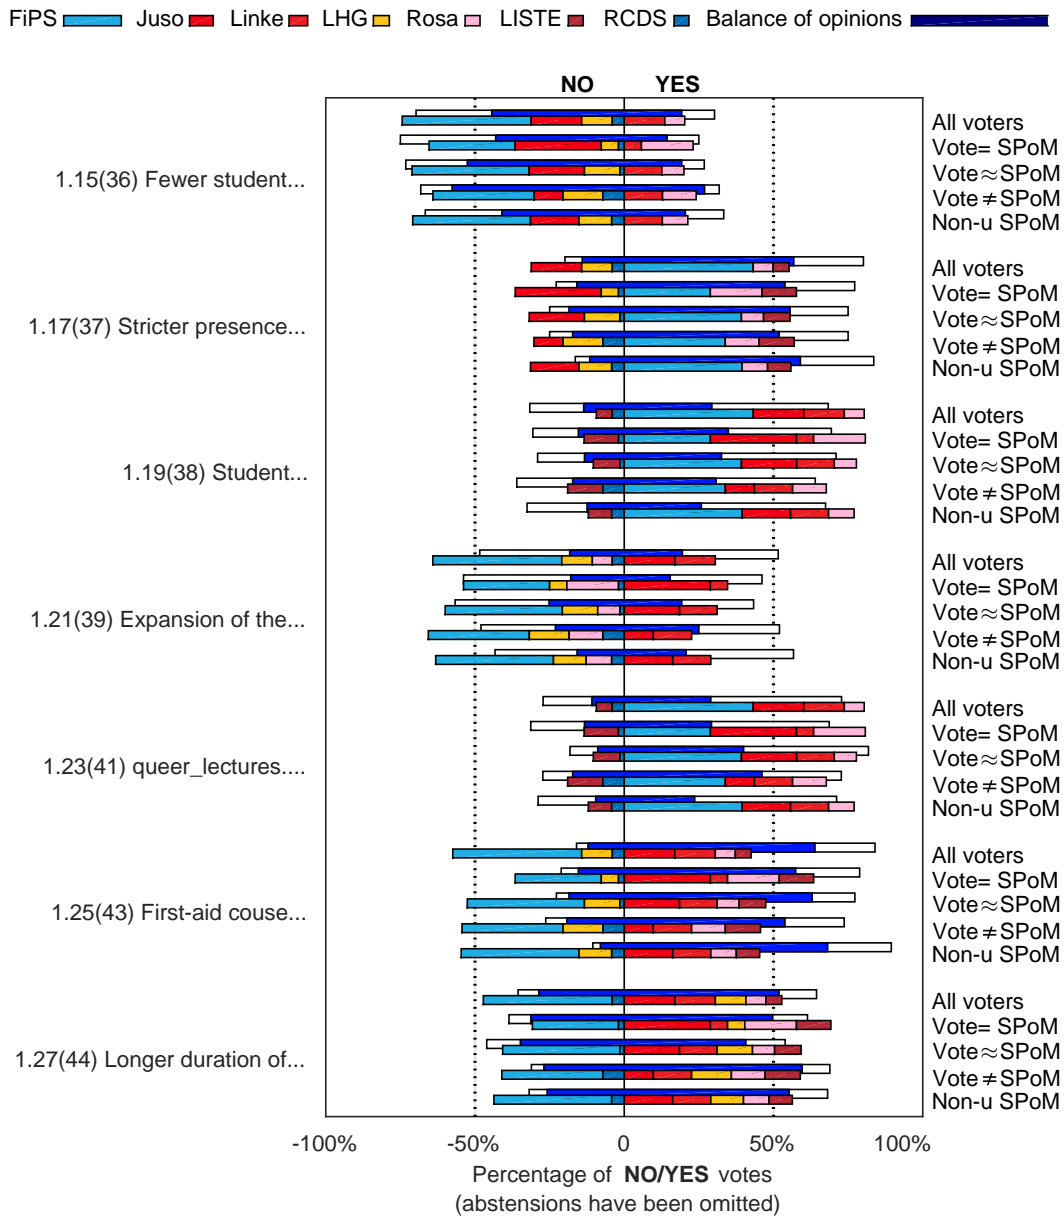 FiPS Juso Linke LHG Rosa LISTE RCDS Balance of opinions
NO YES
1.15(36) Fewer student...
All voters
Vote= SPoM
Vote≈SPoM
Vote≠SPoM
Non-u SPoM
1.17(37) Stricter presence...
All voters
Vote= SPoM
Vote≈SPoM
Vote≠SPoM
Non-u SPoM
1.19(38) Student...
All voters
Vote= SPoM
Vote≈SPoM
Vote≠SPoM
Non-u SPoM
1.21(39) Expansion of the...
All voters
Vote= SPoM
Vote≈SPoM
Vote≠SPoM
Non-u SPoM
1.23(41) queer_lectures....
All voters
Vote= SPoM
Vote≈SPoM
Vote≠SPoM
Non-u SPoM
1.25(43) First-aid couse...
All voters
Vote= SPoM
Vote≈SPoM
Vote≠SPoM
Non-u SPoM
1.27(44) Longer duration of...
All voters
Vote= SPoM
Vote≈SPoM
Vote≠SPoM
Non-u SPoM
-100% -50% 0 50% 100%
Percentage of NO/YES votes
(abstensions have been omitted)